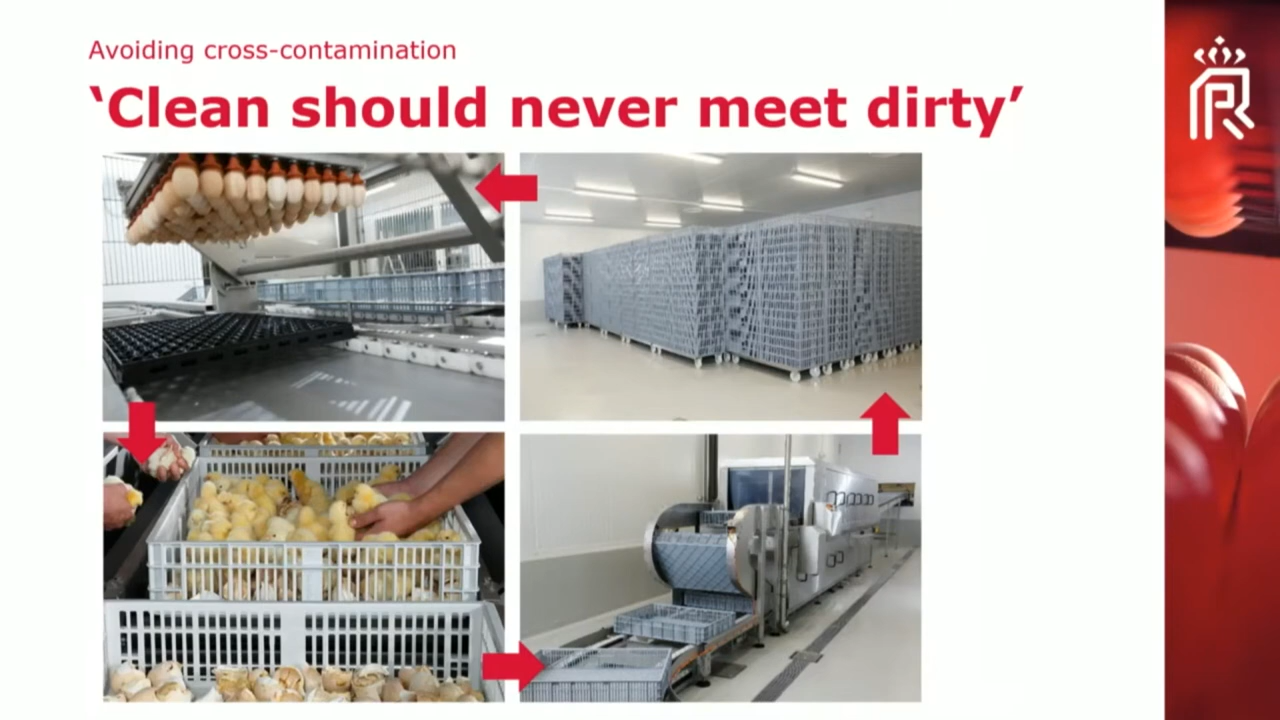 Avoiding cross-contamination
‘Clean should never meet dirty’